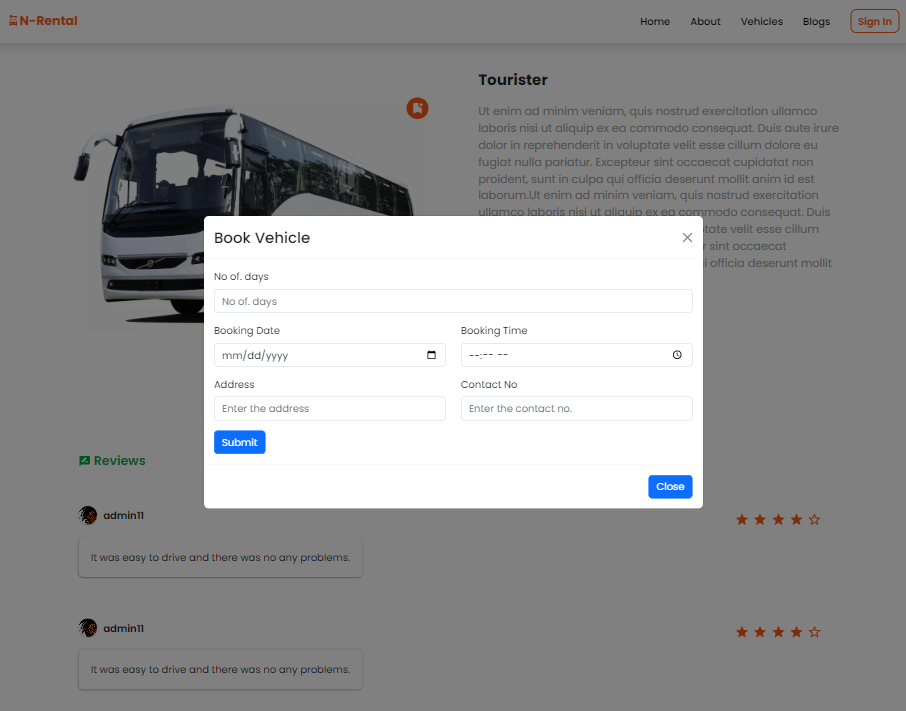 N-Rental
Home About Vehicles Blogs Sign In
Tourister
Ut enim ad minim veniam, quis nostrud exercitation ullamco
laboris nisi ut aliquip ex ea commodo consequat. Duis aute irure
dolor in reprehenderit in voluptate velit esse cillum dolore eu
fugiat nulla pariatur. Excepteur sint occaecat cupidatat non
proident, sunt in culpa qui officia deserunt mollit anim id est
laborum.Ut enim ad minim veniam, quis nostrud exercitation
ullamco laboris nisi ut aliquip ex ea commodo consequat. Duis
velit esse cillum
sint occaecat
officia deserunt mollit
Book Vehicle
No of. days
No of. days
Booking Date Booking Time
mm/dd/yyyy --:-- --
Address Contact No
Enter the address Enter the contact no.
Submit
Close
Reviews
admin11
It was easy to drive and there was no any problems.
admin11
It was easy to drive and there was no any problems.